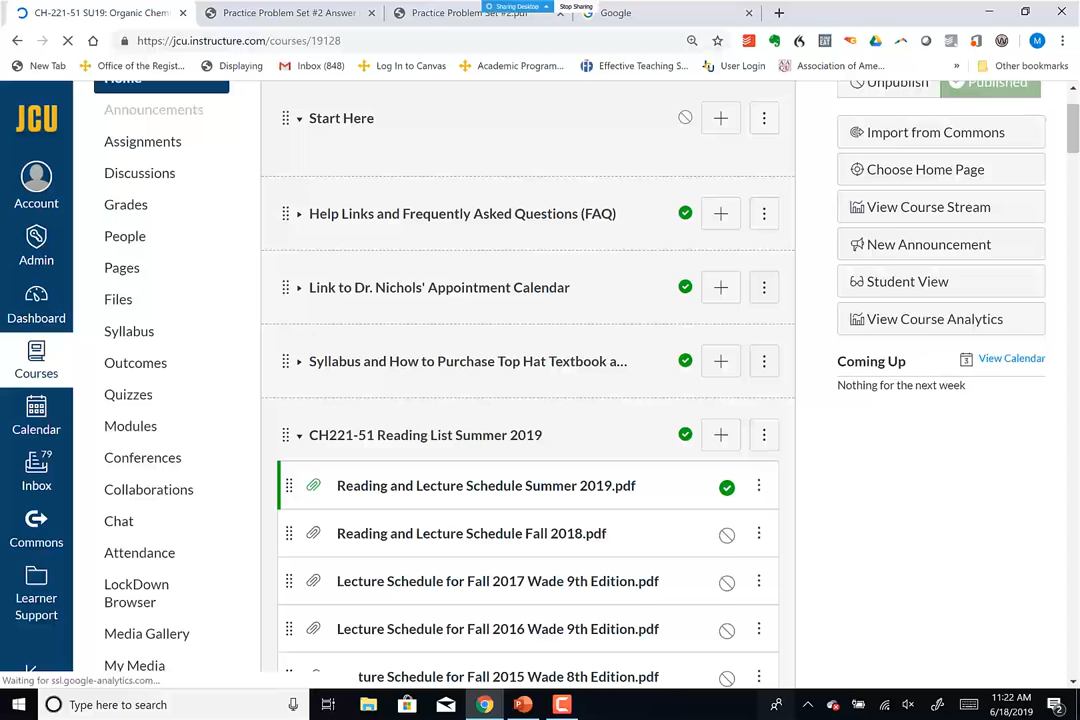 CH-221-51 SU19: Organic Chem
Practice Problem Set #2 Answer
Practice Problem Set #2.pdf
Sharing Desktop
Stop Sharing
Google
https://jcu.instructure.com/courses/19128
New Tab
Office of the Regist...
Displaying
Inbox (848)
Log In to Canvas
Academic Program...
Effective Teaching S...
User Login
Association of Ame...
»
Other bookmarks
JCU
Account
Admin
Dashboard
Courses
Calendar
79
Inbox
Commons
Learner
Support
Home
Announcements
Assignments
Discussions
Grades
People
Pages
Files
Syllabus
Outcomes
Quizzes
Modules
Conferences
Collaborations
Chat
Attendance
LockDown
Browser
Media Gallery
My Media
Start Here
Help Links and Frequently Asked Questions (FAQ)
Link to Dr. Nichols' Appointment Calendar
Syllabus and How to Purchase Top Hat Textbook a...
CH221-51 Reading List Summer 2019
Reading and Lecture Schedule Summer 2019.pdf
Reading and Lecture Schedule Fall 2018.pdf
Lecture Schedule for Fall 2017 Wade 9th Edition.pdf
Lecture Schedule for Fall 2016 Wade 9th Edition.pdf
ture Schedule for Fall 2015 Wade 8th Edition.pdf
Unpublish
Published
Import from Commons
Choose Home Page
View Course Stream
New Announcement
Student View
View Course Analytics
Coming Up
3
View Calendar
Nothing for the next week
Waiting for ssl.google-analytics.com...
Type here to search
11:22 AM
6/18/2019
2